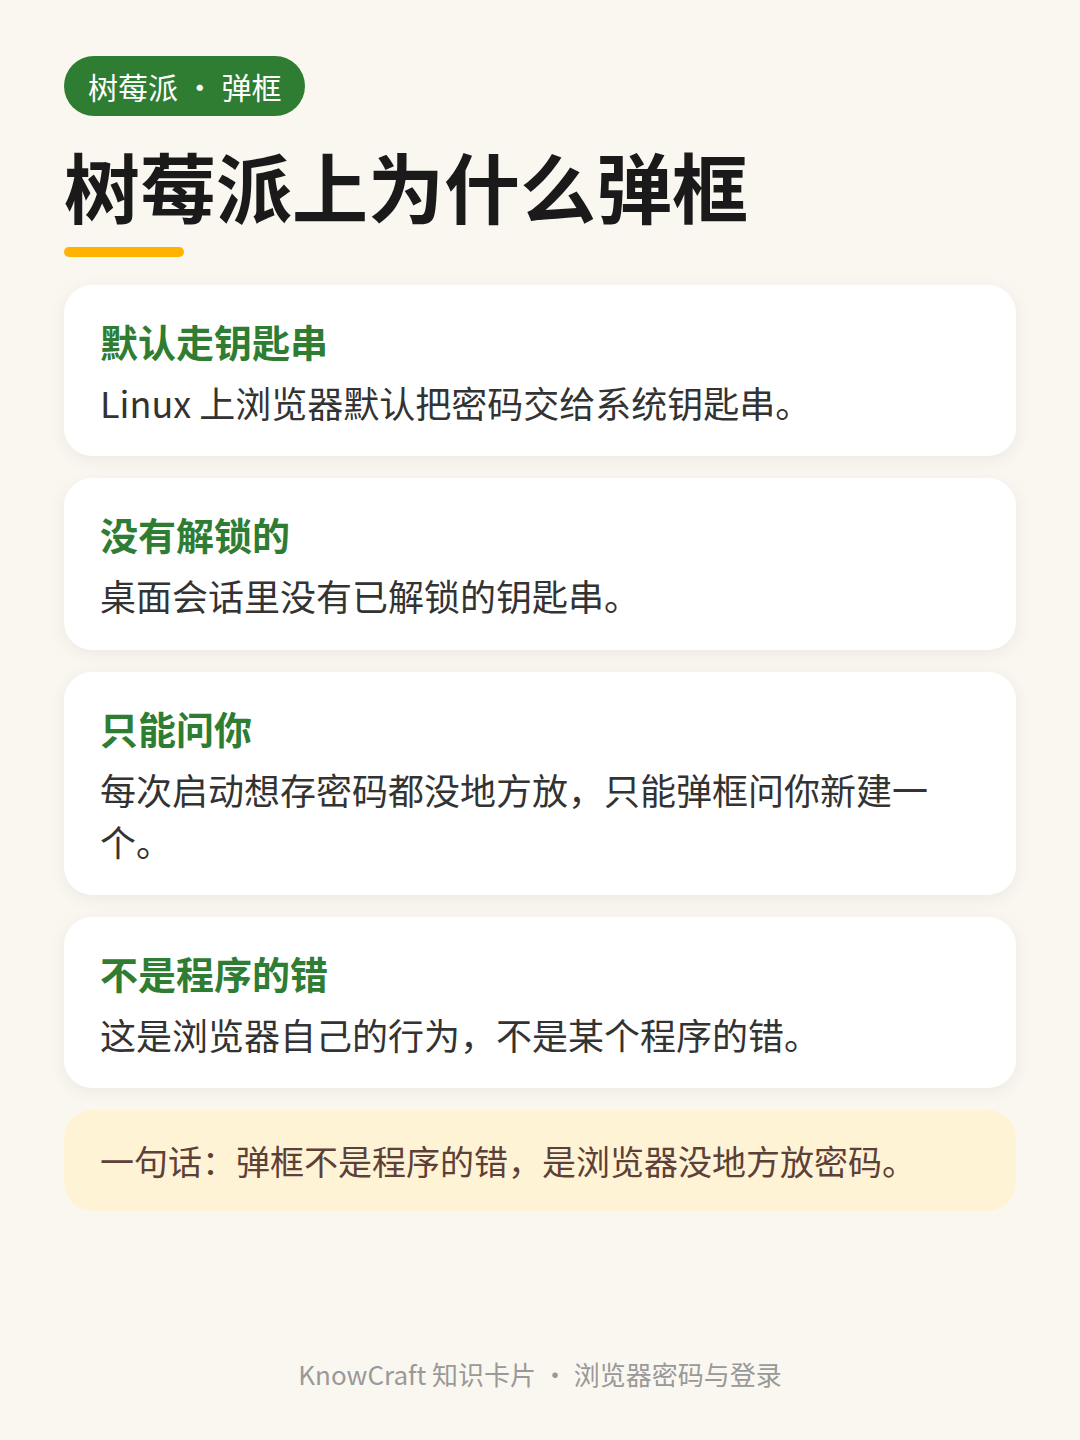 树莓派 · 弹框
树莓派上为什么弹框
默认走钥匙串
Linux 上浏览器默认把密码交给系统钥匙串。
没有解锁的
桌面会话里没有已解锁的钥匙串。
只能问你
每次启动想存密码都没地方放，只能弹框问你新建一
个。
不是程序的错
这是浏览器自己的行为，不是某个程序的错。
一句话：弹框不是程序的错，是浏览器没地方放密码。
KnowCraft 知识卡片 · 浏览器密码与登录